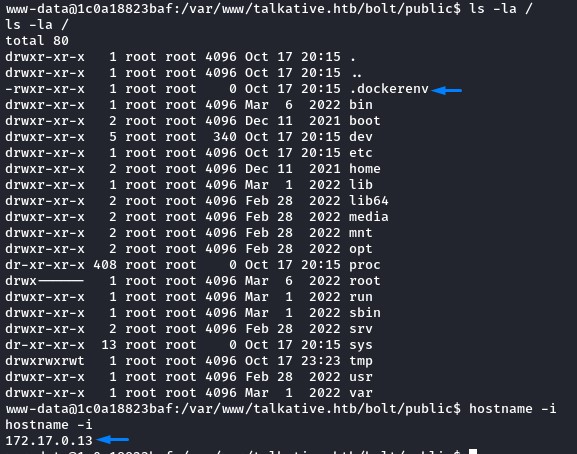 www-data@1c0a18823baf:/var/www/talkative.htb/bolt/public$ ls -la /
ls -la /
total 80
drwxr-xr-x   1 root root 4096 Oct 17 20:15 .
drwxr-xr-x   1 root root 4096 Oct 17 20:15 ..
-rwxr-xr-x   1 root root    0 Oct 17 20:15 .dockerenv
drwxr-xr-x   1 root root 4096 Mar  6  2022 bin
drwxr-xr-x   2 root root 4096 Dec 11  2021 boot
drwxr-xr-x   5 root root  340 Oct 17 20:15 dev
drwxr-xr-x   1 root root 4096 Oct 17 20:15 etc
drwxr-xr-x   2 root root 4096 Dec 11  2021 home
drwxr-xr-x   1 root root 4096 Mar  1  2022 lib
drwxr-xr-x   2 root root 4096 Feb 28  2022 lib64
drwxr-xr-x   2 root root 4096 Feb 28  2022 media
drwxr-xr-x   2 root root 4096 Feb 28  2022 mnt
drwxr-xr-x   2 root root 4096 Feb 28  2022 opt
dr-xr-xr-x 408 root root    0 Oct 17 20:15 proc
drwx------   1 root root 4096 Mar  6  2022 root
drwxr-xr-x   1 root root 4096 Mar  1  2022 run
drwxr-xr-x   1 root root 4096 Mar  1  2022 sbin
drwxr-xr-x   2 root root 4096 Feb 28  2022 srv
dr-xr-xr-x  13 root root    0 Oct 17 20:15 sys
drwxrwxrwt   1 root root 4096 Oct 17 23:23 tmp
drwxr-xr-x   1 root root 4096 Feb 28  2022 usr
drwxr-xr-x   1 root root 4096 Mar  1  2022 var
www-data@1c0a18823baf:/var/www/talkative.htb/bolt/public$ hostname -i
hostname -i
172.17.0.13
www-data@1c0a18823baf:/var/www/talkative.htb/bolt/public$